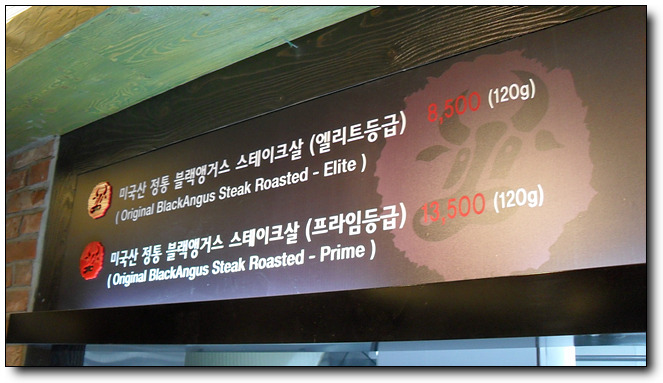 미국산 정통 블랙앵거스 스테이크살 (엘리트등급) 8,500 (120g)
( Original BlackAngus Steak Roasted - Elite )
미국산 정통 블랙앵거스 스테이크살 (프라임등급) 13,500 (120g)
( Original BlackAngus Steak Roasted - Prime )